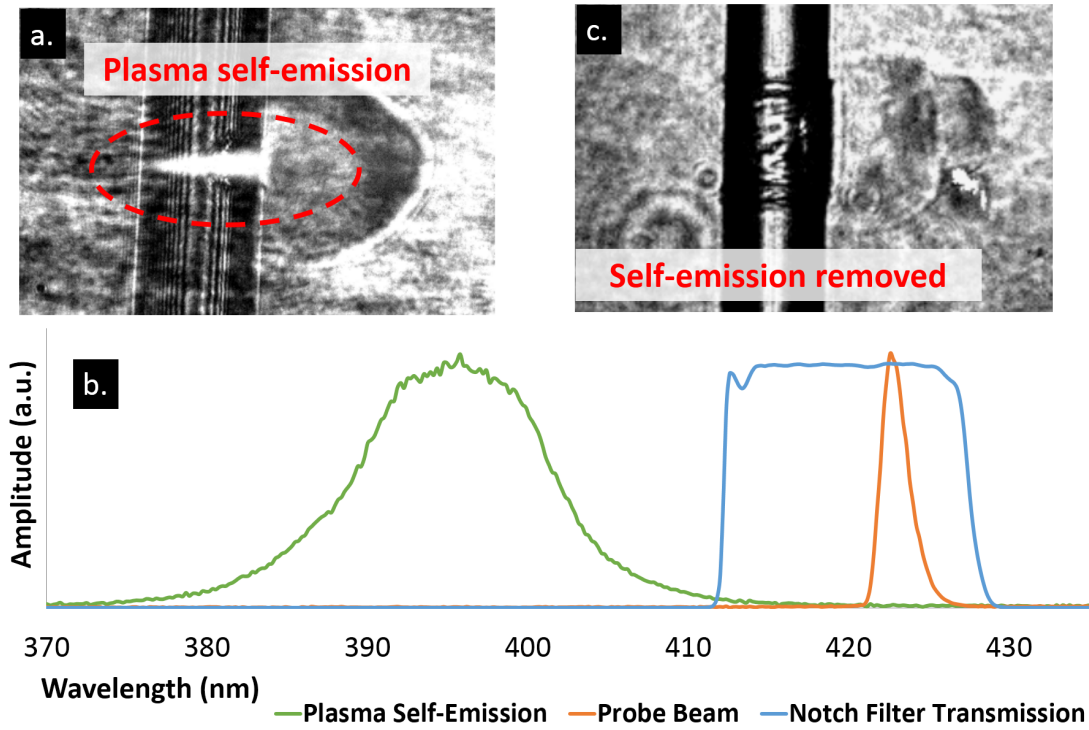 a.
Plasma self-emission
c.
Self-emission removed
b.
Amplitude (a.u.)
370 380 390 400 410 420 430
Wavelength (nm)
Plasma Self-Emission Probe Beam Notch Filter Transmission